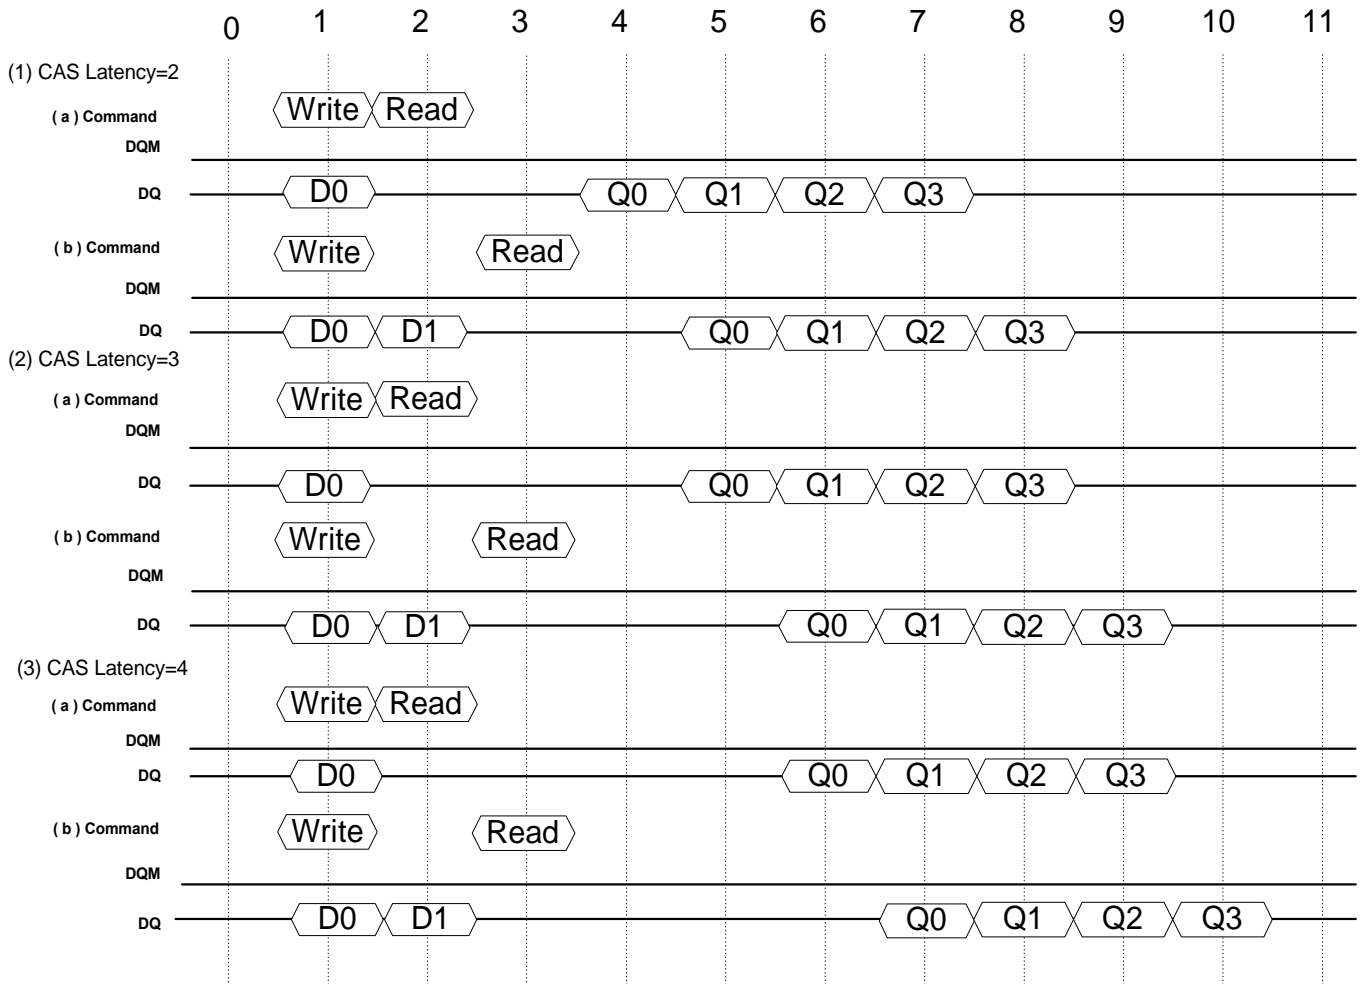 0 1 2 3 4 5 6 7 8 9 10 11
(1) CAS Latency=2
( a ) Command Write Read
DQM
DQ D0 Q0 Q1 Q2 Q3
( b ) Command Write Read
DQM
DQ D0 D1 Q0 Q1 Q2 Q3
(2) CAS Latency=3
( a ) Command Write Read
DQM
DQ D0 Q0 Q1 Q2 Q3
( b ) Command Write Read
DQM
DQ D0 D1 Q0 Q1 Q2 Q3
(3) CAS Latency=4
( a ) Command Write Read
DQM
DQ D0 Q0 Q1 Q2 Q3
( b ) Command Write Read
DQM
DQ D0 D1 Q0 Q1 Q2 Q3